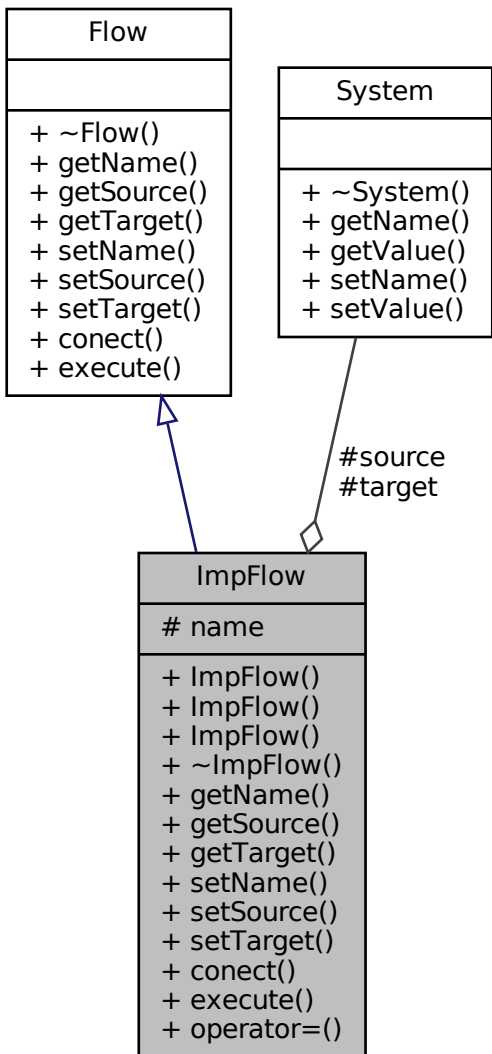 Flow
+ ~Flow()
+ getName()
+ getSource()
+ getTarget()
+ setName()
+ setSource()
+ setTarget()
+ conect()
+ execute()
System
+ ~System()
+ getName()
+ getValue()
+ setName()
+ setValue()
#source
#target
ImpFlow
# name
+ ImpFlow()
+ ImpFlow()
+ ImpFlow()
+ ~ImpFlow()
+ getName()
+ getSource()
+ getTarget()
+ setName()
+ setSource()
+ setTarget()
+ conect()
+ execute()
+ operator=()